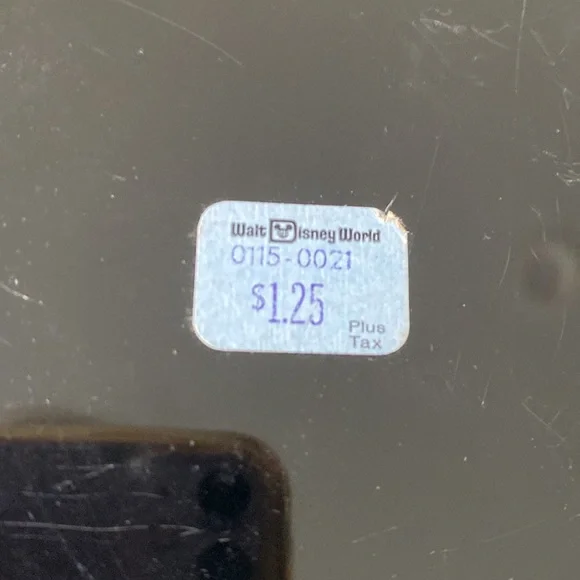 Walt Disney World
0115-0021
$1.25
Plus
Tax